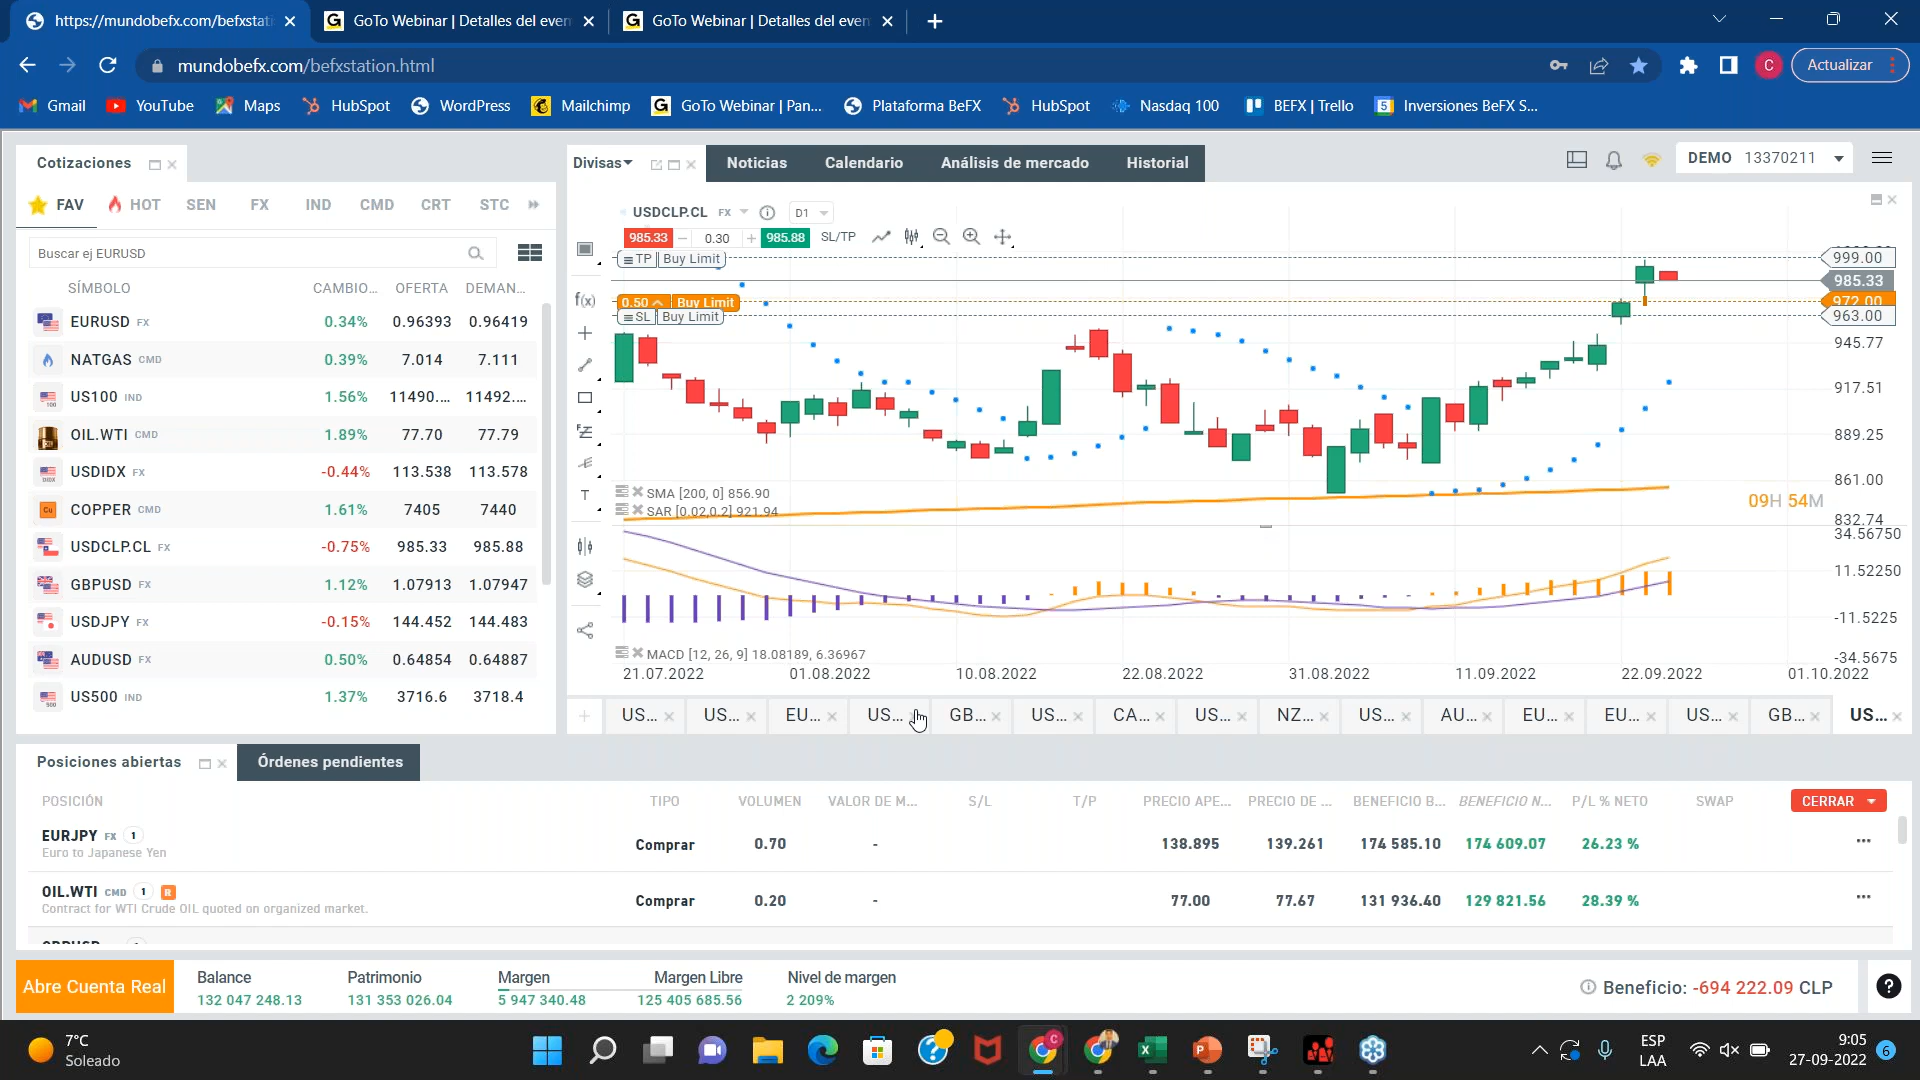 https://mundobefx.com/befxstati
GoTo Webinar | Detalles del even
GoTo Webinar | Detalles del even
mundobefx.com/befxstation.html
C
Actualizar
Gmail
YouTube
Maps
HubSpot
WordPress
Mailchimp
GoTo Webinar | Pan...
Plataforma BeFX
HubSpot
Nasdaq 100
BEFX | Trello
Inversiones BeFX S...
Cotizaciones
FAV HOT SEN FX IND CMD CRT STC
Buscar ej EURUSD
SÍMBOLO CAMBIO... OFERTA DEMAN...
EURUSD FX 0.34% 0.96393 0.96419
NATGAS CMD 0.39% 7.014 7.111
US100 IND 1.56% 11490.... 11492....
OIL.WTI CMD 1.89% 77.70 77.79
USDIDX FX -0.44% 113.538 113.578
COPPER CMD 1.61% 7405 7440
USDCLP.CL FX -0.75% 985.33 985.88
GBPUSD FX 1.12% 1.07913 1.07947
USDJPY FX -0.15% 144.452 144.483
AUDUSD FX 0.50% 0.64854 0.64887
US500 IND 1.37% 3716.6 3718.4
Divisas Noticias Calendario Análisis de mercado Historial
DEMO 13370211
USDCLP.CL FX D1
985.33 0.30 985.88 SL/TP
TP Buy Limit
0.50 Buy Limit
SL Buy Limit
999.00
985.33
972.00
963.00
945.77
917.51
889.25
861.00
832.74
SMA [200, 0] 856.90
SAR [0.02,0.2] 921.94
09H 54M
34.56750
11.52250
-11.5225
-34.5675
MACD [12, 26, 9] 18.08189, 6.36967
21.07.2022 01.08.2022 10.08.2022 22.08.2022 31.08.2022 11.09.2022 22.09.2022 01.10.2022
US... US... EU... US... GB... US... CA... US... NZ... US... AU... EU... EU... US... GB... US...
Posiciones abiertas Órdenes pendientes
POSICIÓN TIPO VOLUMEN VALOR DE M... S/L T/P PRECIO APE... PRECIO DE ... BENEFICIO B... BENEFICIO N... P/L % NETO SWAP CERRAR
EURJPY FX 1 Comprar 0.70 - 138.895 139.261 174 585.10 174 609.07 26.23 %
Euro to Japanese Yen
OIL.WTI CMD 1 R Comprar 0.20 - 77.00 77.67 131 936.40 129 821.56 28.39 %
Contract for WTI Crude OIL quoted on organized market.
Abre Cuenta Real
Balance Patrimonio Margen Margen Libre Nivel de margen
132 047 248.13 131 353 026.04 5 947 340.48 125 405 685.56 2 209%
Beneficio: -694 222.09 CLP
7°C
Soleado
ESP
LAA
9:05
27-09-2022
6